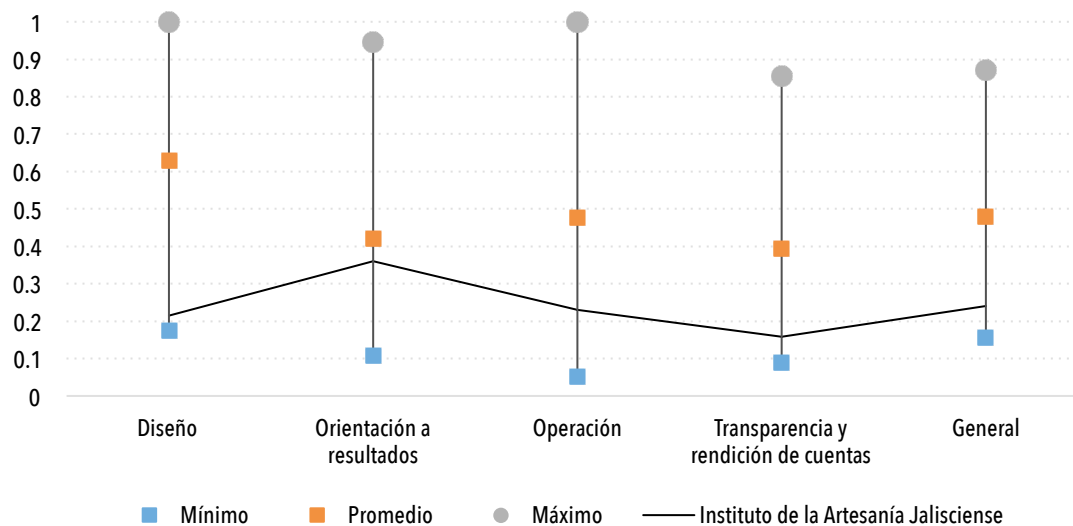 1
0.9
0.8
0.7
0.6
0.5
0.4
0.3
0.2
0.1
0
Diseño
Orientación a
resultados
Operación
Transparencia y
rendición de cuentas
General
Mínimo
Promedio
Máximo
Instituto de la Artesanía Jalisciense